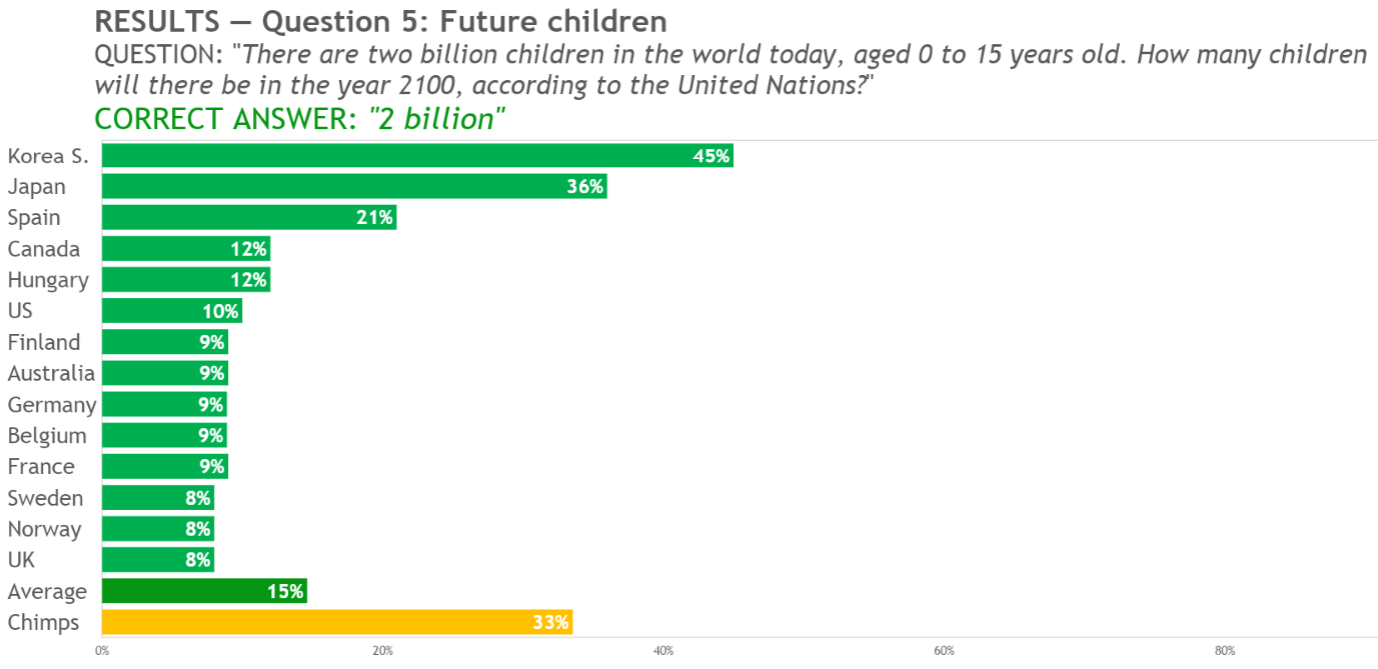 RESULTS — Question 5: Future children
QUESTION: "There are two billion children in the world today, aged 0 to 15 years old. How many children
will there be in the year 2100, according to the United Nations?"
CORRECT ANSWER: "2 billion"
Korea S. 45%
Japan 36%
Spain 21%
Canada 12%
Hungary 12%
US 10%
Finland 9%
Australia 9%
Germany 9%
Belgium 9%
France 9%
Sweden 8%
Norway 8%
UK 8%
Average 15%
Chimps 33%
0% 20% 40% 60% 80%